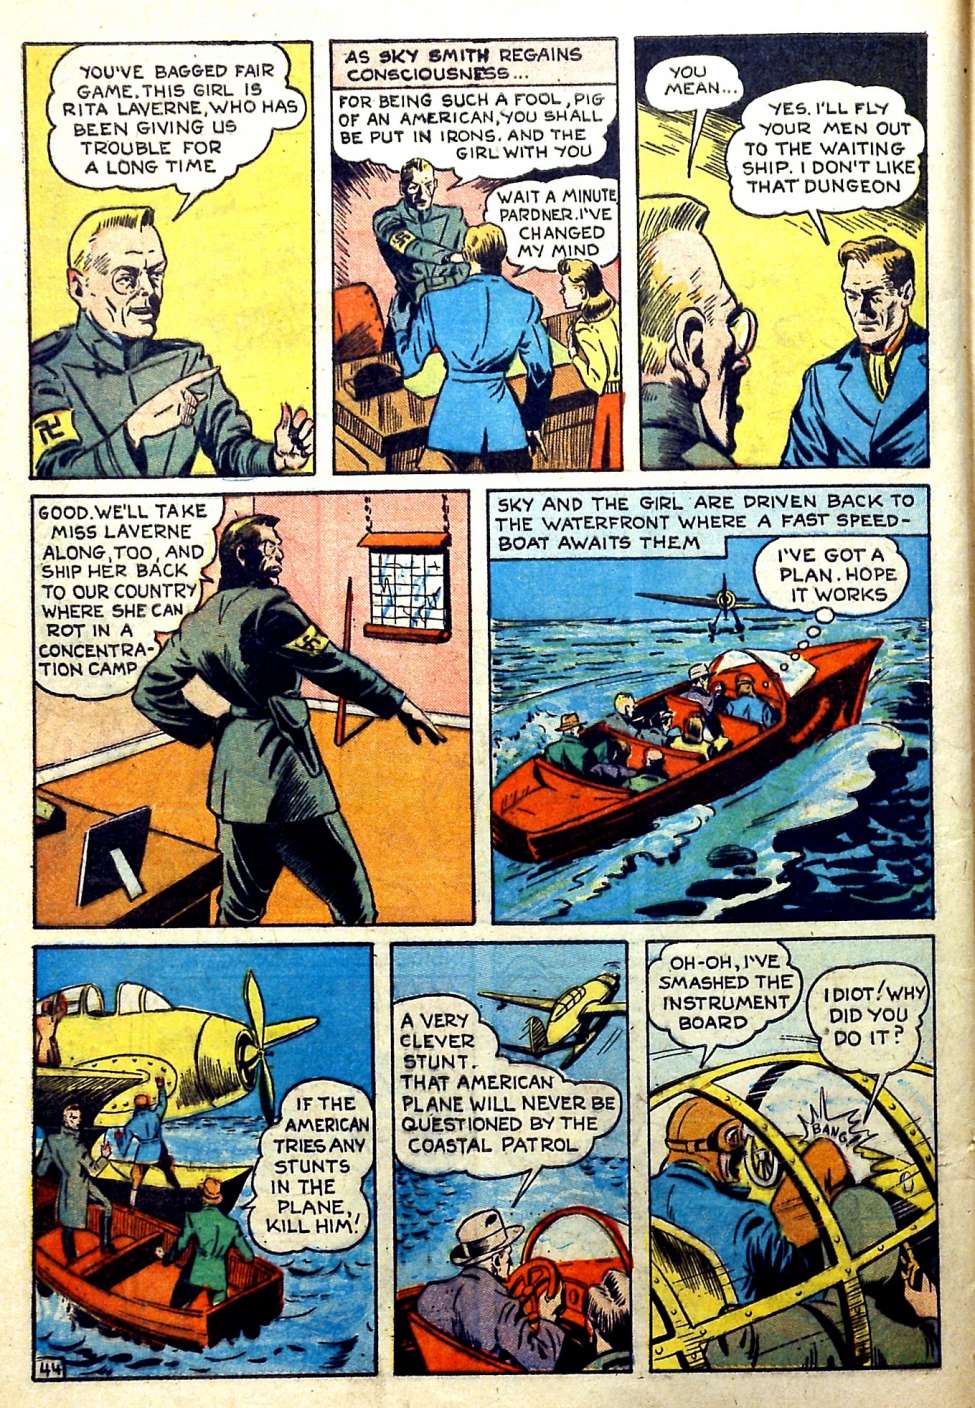 YOU'VE BAGGED FAIR
GAME. THIS GIRL IS
RITA LAVERNE, WHO HAS
BEEN GIVING US
TROUBLE FOR
A LONG TIME
AS SKY SMITH REGAINS
CONSCIOUSNESS...
FOR BEING SUCH A FOOL, PIG
OF AN AMERICAN, YOU SHALL
BE PUT IN IRONS. AND THE
GIRL WITH YOU
WAIT A MINUTE
PARDNER. I'VE
CHANGED
MY MIND
YOU
MEAN...
YES. I'LL FLY
YOUR MEN OUT
TO THE WAITING
SHIP. I DON'T LIKE
THAT DUNGEON
GOOD. WE'LL TAKE
MISS LAVERNE
ALONG, TOO, AND
SHIP HER BACK
TO OUR COUNTRY
WHERE SHE CAN
ROT IN A
CONCENTRA-
TION CAMP
SKY AND THE GIRL ARE DRIVEN BACK TO
THE WATERFRONT WHERE A FAST SPEED-
BOAT AWAITS THEM
I'VE GOT A
PLAN. HOPE
IT WORKS
IF THE
AMERICAN
TRIES ANY
STUNTS
IN THE
PLANE,
KILL HIM!
44
A VERY
CLEVER
STUNT.
THAT AMERICAN
PLANE WILL NEVER BE
QUESTIONED BY THE
COASTAL PATROL
OH-OH, I'VE
SMASHED THE
INSTRUMENT
BOARD
IDIOT! WHY
DID YOU
DO IT?
BANG